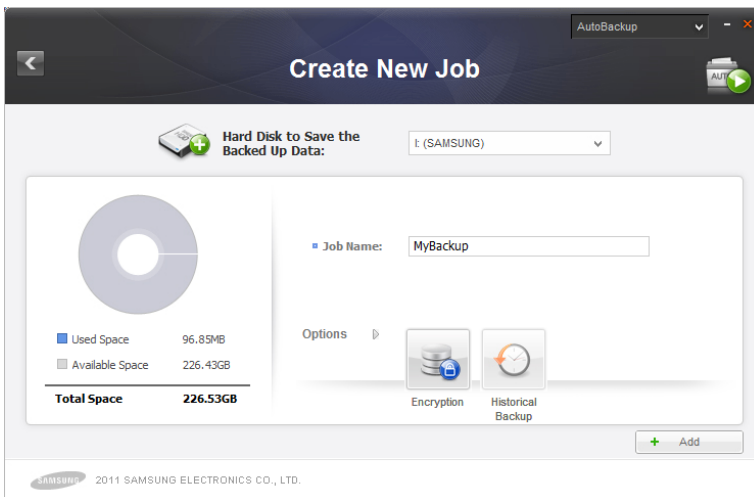 AutoBackup
Create New Job
AUTO
Hard Disk to Save the
Backed Up Data:
I: (SAMSUNG)
Job Name:
MyBackup
Used Space 96.85MB
Available Space 226.43GB
Total Space 226.53GB
Options
Encryption
Historical
Backup
+ Add
SAMSUNG 2011 SAMSUNG ELECTRONICS CO., LTD.